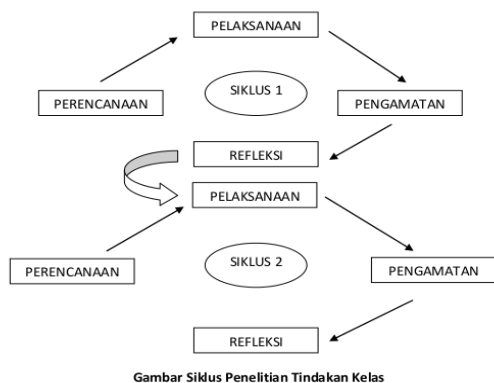 PELAKSANAAN
SIKLUS 1
PERENCANAAN
PENGAMATAN
REFLEKSI
PELAKSANAAN
SIKLUS 2
PERENCANAAN
PENGAMATAN
REFLEKSI
Gambar Siklus Penelitian Tindakan Kelas